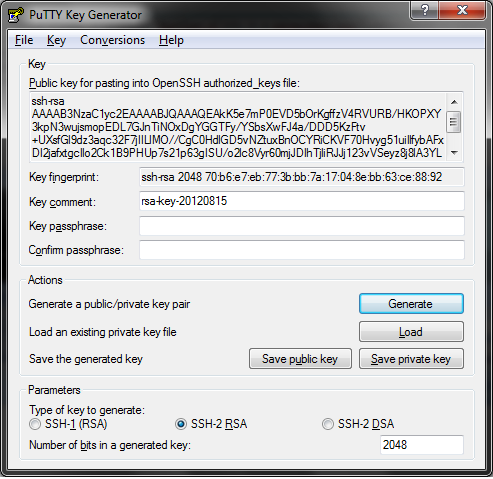 PuTTY Key Generator
File Key Conversions Help
Key
Public key for pasting into OpenSSH authorized_keys file:
ssh-rsa
AAAAB3NzaC1yc2EAAAABJQAAAQEAkK5e7mP0EVD5bOrKgffzV4RVURB/HKOPXY
3kpN3wujsmopEDL7GJnTiNOxDgYGGTFy/YSbsXwFJ4a/DDD5KzFtv
+UXsfGl9dz3aqc32F7jIlLIMO//CgC0HdlGD5vNZtuxBnOCYRiCKVF70Hvyg51uilIfybAFx
DI2jafxtgcIlo2Ck1B9PHUp7s21p63gISU/o2Ic8Vyr60mjJDIhTjliRJJj123vVSeyz8j8lA3YL
Key fingerprint: ssh-rsa 2048 70:b6:e7:eb:77:3b:bb:7a:17:04:8e:bb:63:ce:88:92
Key comment: rsa-key-20120815
Key passphrase:
Confirm passphrase:
Actions
Generate a public/private key pair Generate
Load an existing private key file Load
Save the generated key Save public key Save private key
Parameters
Type of key to generate:
SSH-1 (RSA) SSH-2 RSA SSH-2 DSA
Number of bits in a generated key: 2048